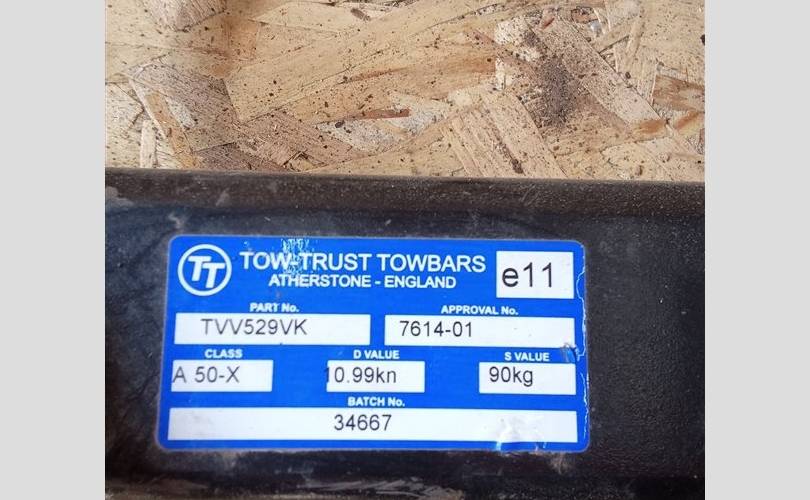 TT TOW-TRUST TOWBARS e11
ATHERSTONE - ENGLAND
PART No. APPROVAL No.
TVV529VK 7614-01
CLASS D VALUE S VALUE
A 50-X 10.99kn 90kg
BATCH No.
34667